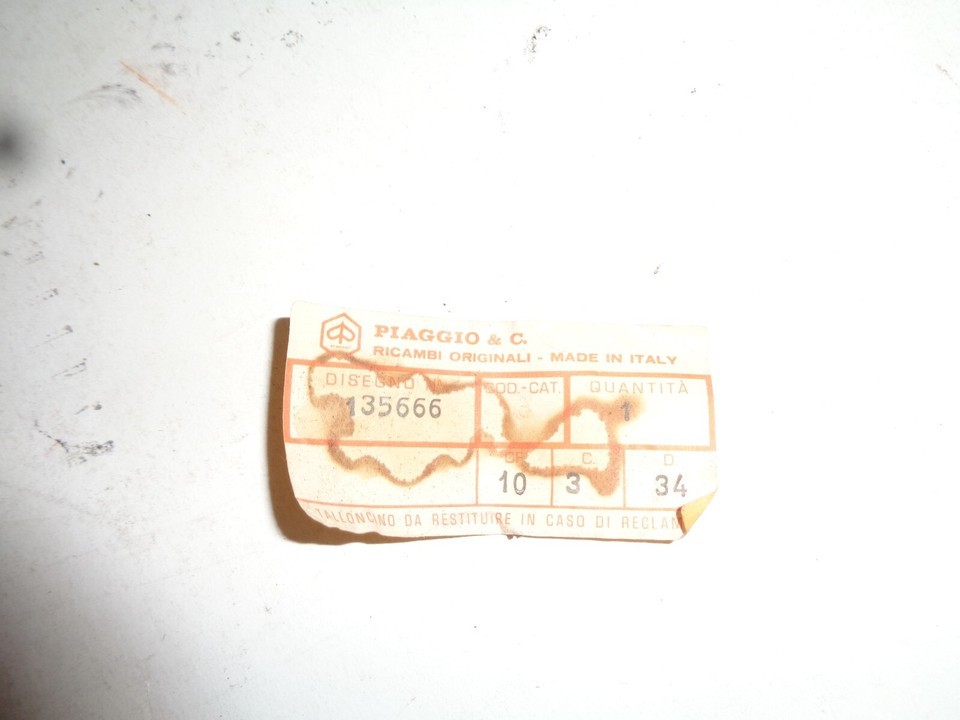 PIAGGIO & C.
RICAMBI ORIGINALI - MADE IN ITALY
DISEGNO COD.-CAT. QUANTITÀ
135666 1
C. D
10 3 34
TALLONCINO DA RESTITUIRE IN CASO DI RECLAM